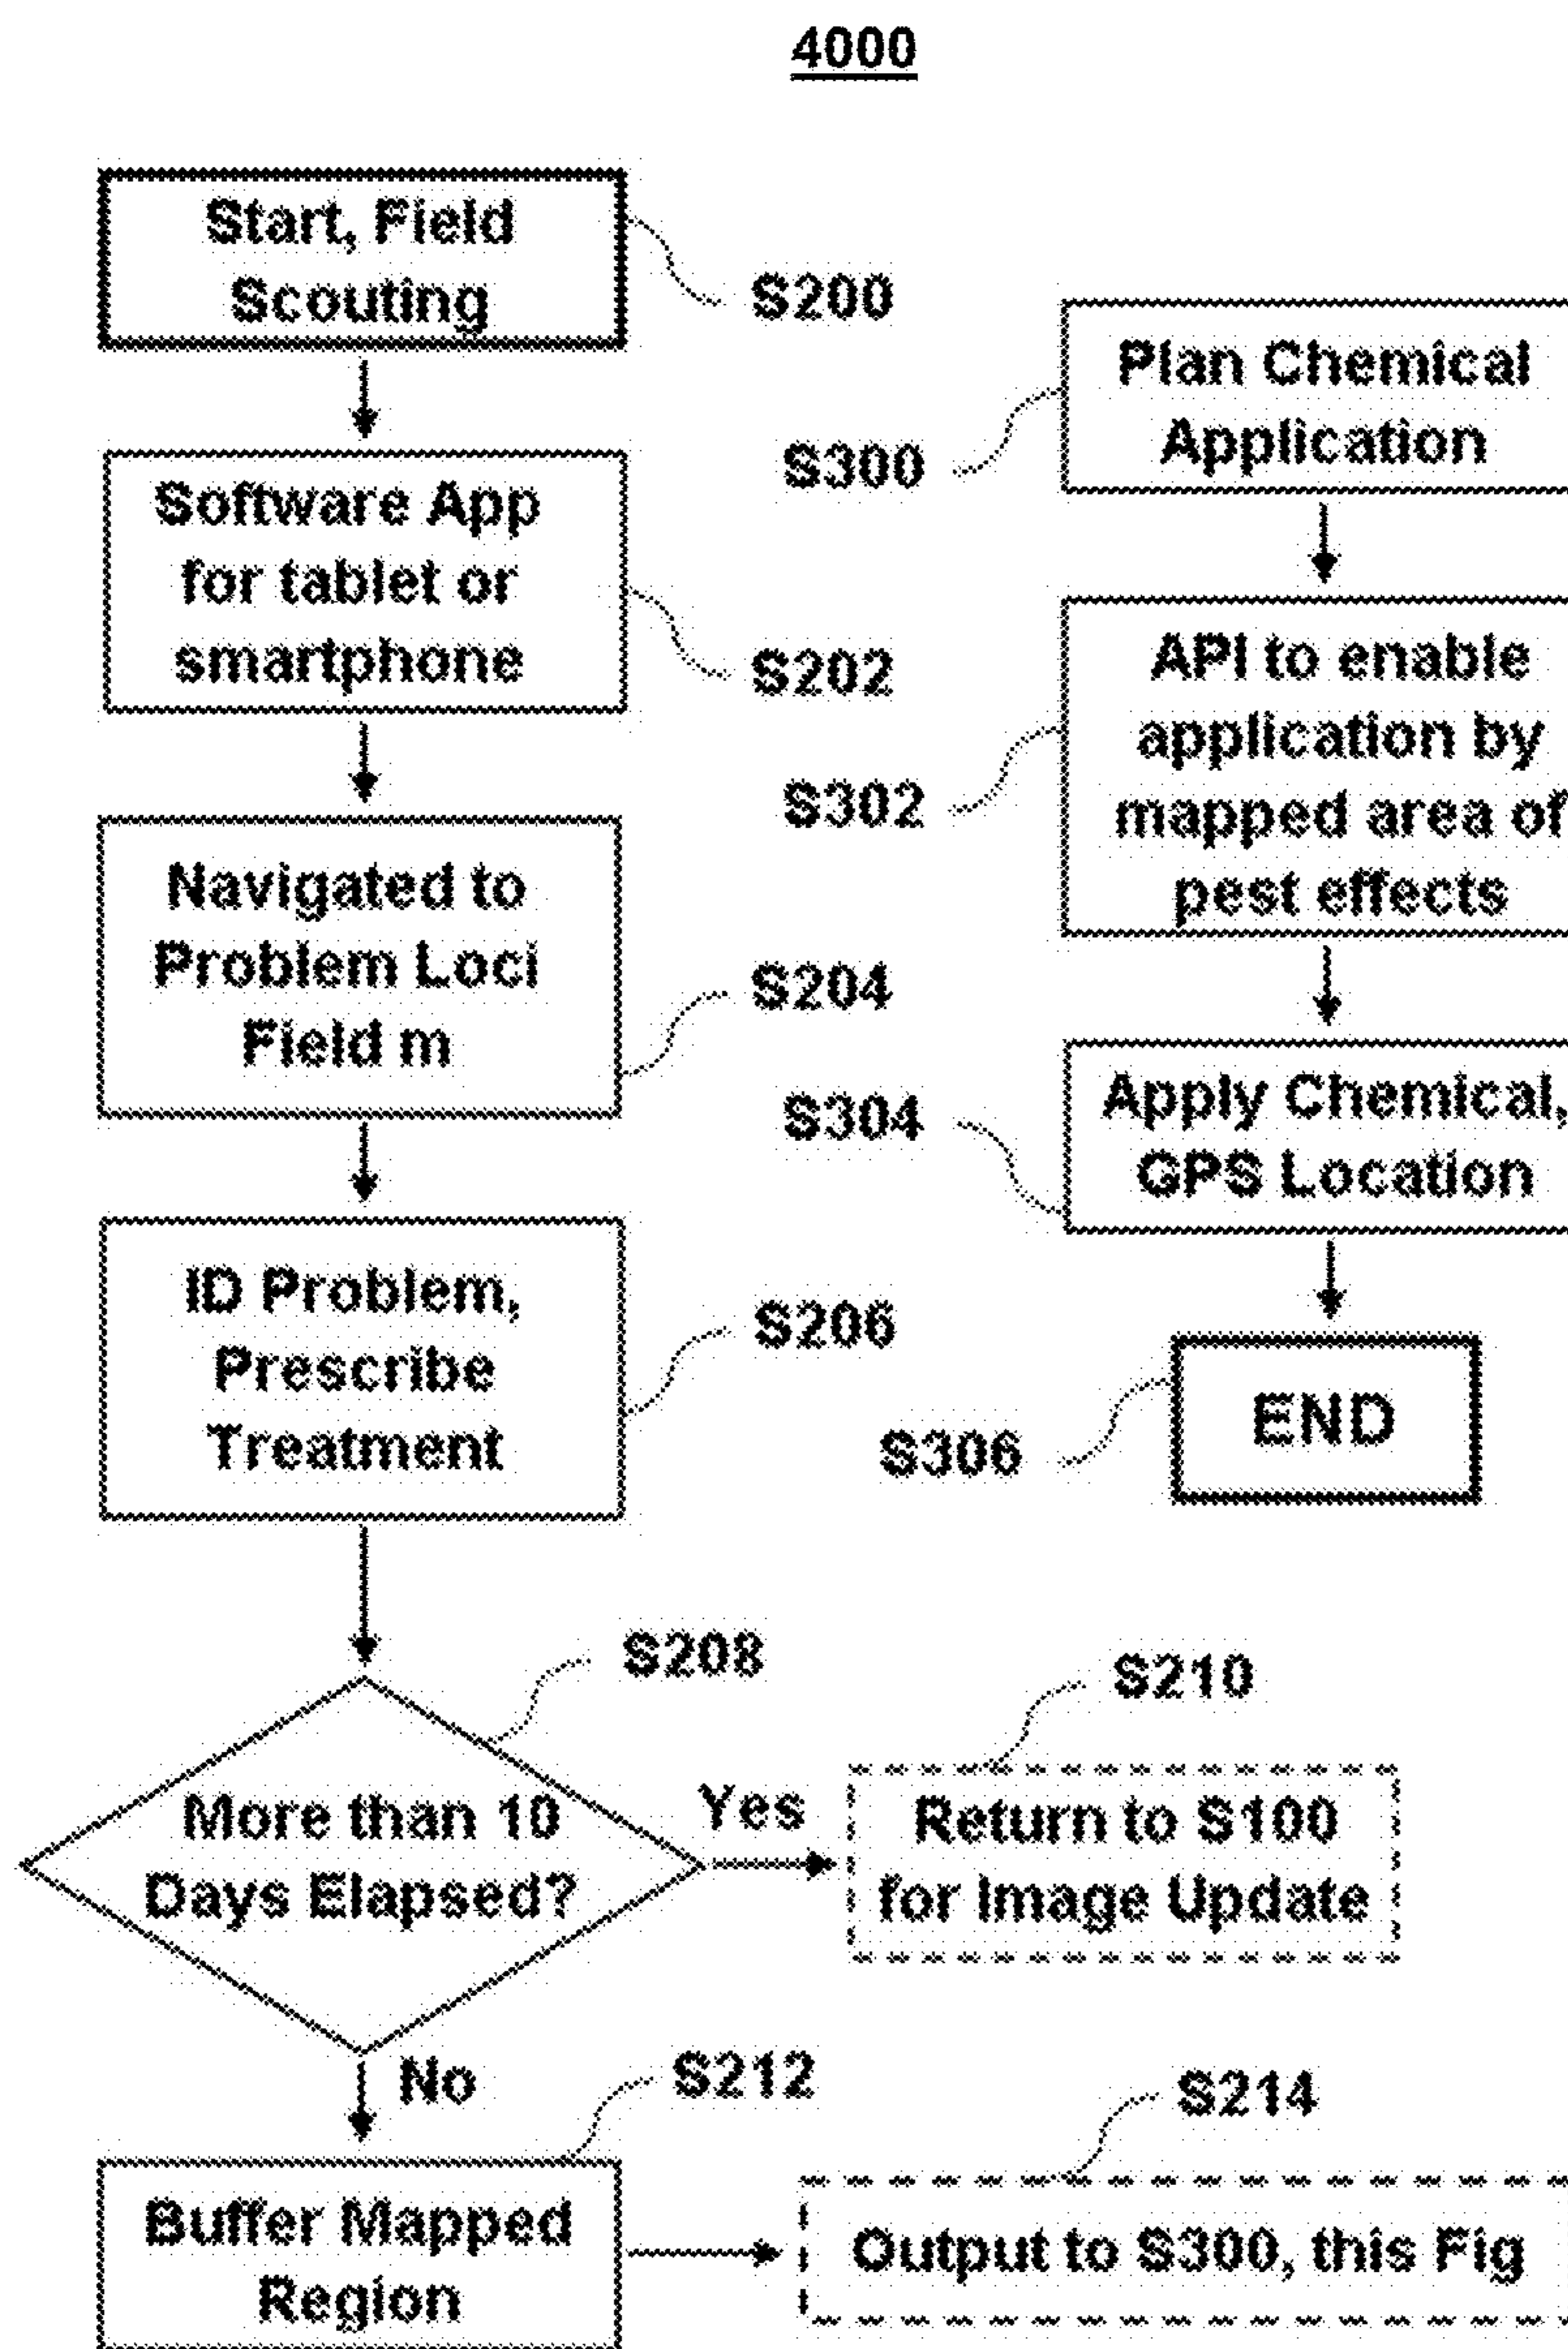 4000
Start, Field
Scouting
S200
Software App
for tablet or
smartphone
S202
Navigated to
Problem Loci
Field m
S204
ID Problem,
Prescribe
Treatment
S206
More than 10
Days Elapsed?
S208
Yes
Return to S100
for Image Update
S210
No
Buffer Mapped
Region
S212
Output to S300, this Fig
S214
Plan Chemical
Application
S300
API to enable
application by
mapped area of
pest effects
S302
Apply Chemical,
GPS Location
S304
END
S306